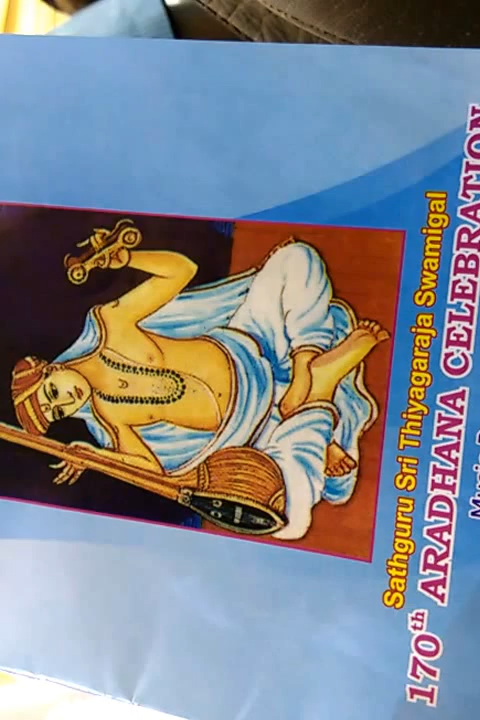 Sathguru Sri Thiyagaraja Swamigal
170th ARADHANA CELEBRATION